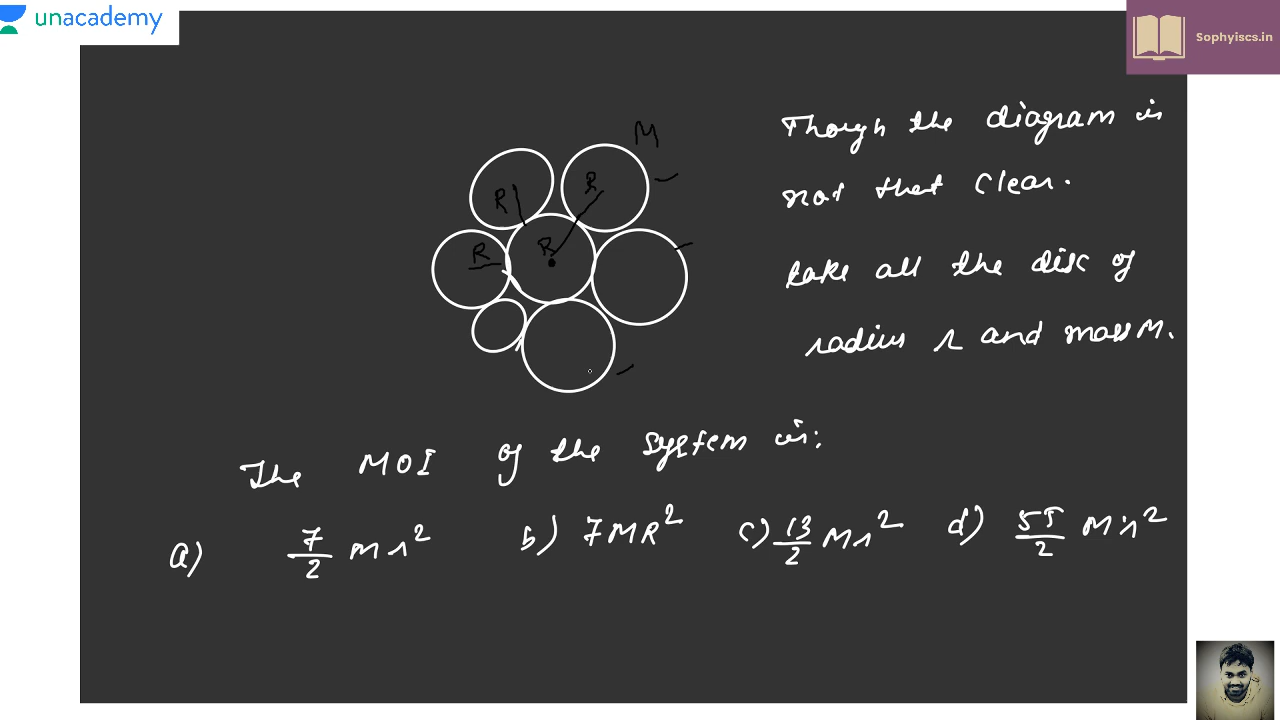 unacademy
Sophyiscs.in
M
R
R
R
R
Though the diagram is
not that clear.
take all the disc of
radius r and mass M.
The MOI of the system is:
a) 7/2 Mr² b) 7MR² c) 13/2 Mr² d) 55/2 Mr²